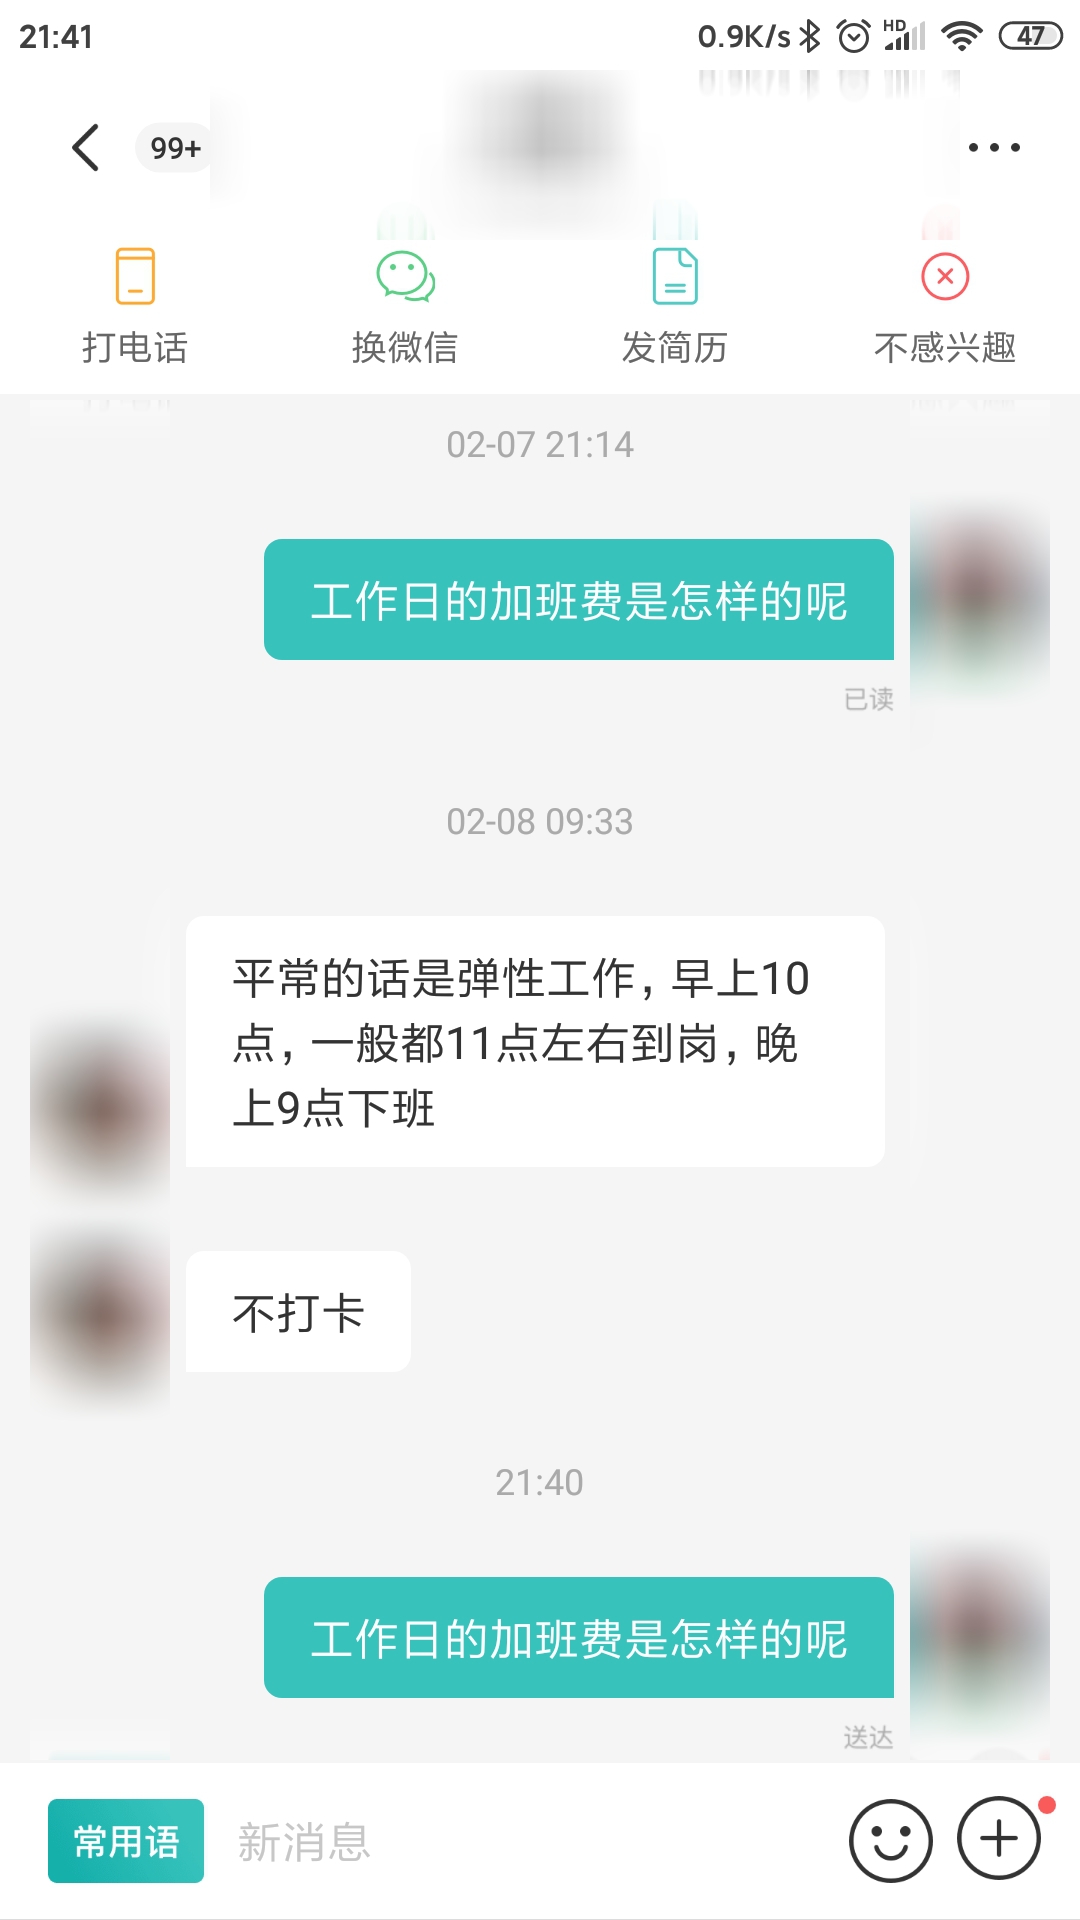 21:41
0.9K/s HD 47
99+
打电话 换微信 发简历 不感兴趣
02-07 21:14
工作日的加班费是怎样的呢
已读
02-08 09:33
平常的话是弹性工作，早上10
点，一般都11点左右到岗，晚
上9点下班
不打卡
21:40
工作日的加班费是怎样的呢
送达
常用语 新消息